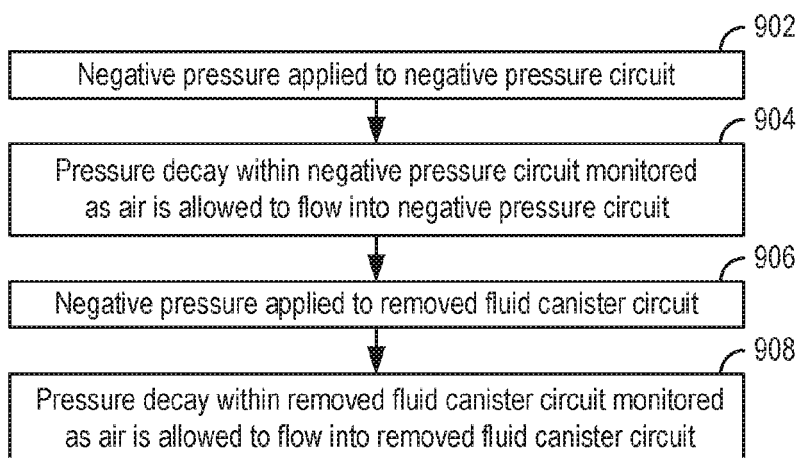 902
Negative pressure applied to negative pressure circuit
904
Pressure decay within negative pressure circuit monitored
as air is allowed to flow into negative pressure circuit
906
Negative pressure applied to removed fluid canister circuit
908
Pressure decay within removed fluid canister circuit monitored
as air is allowed to flow into removed fluid canister circuit